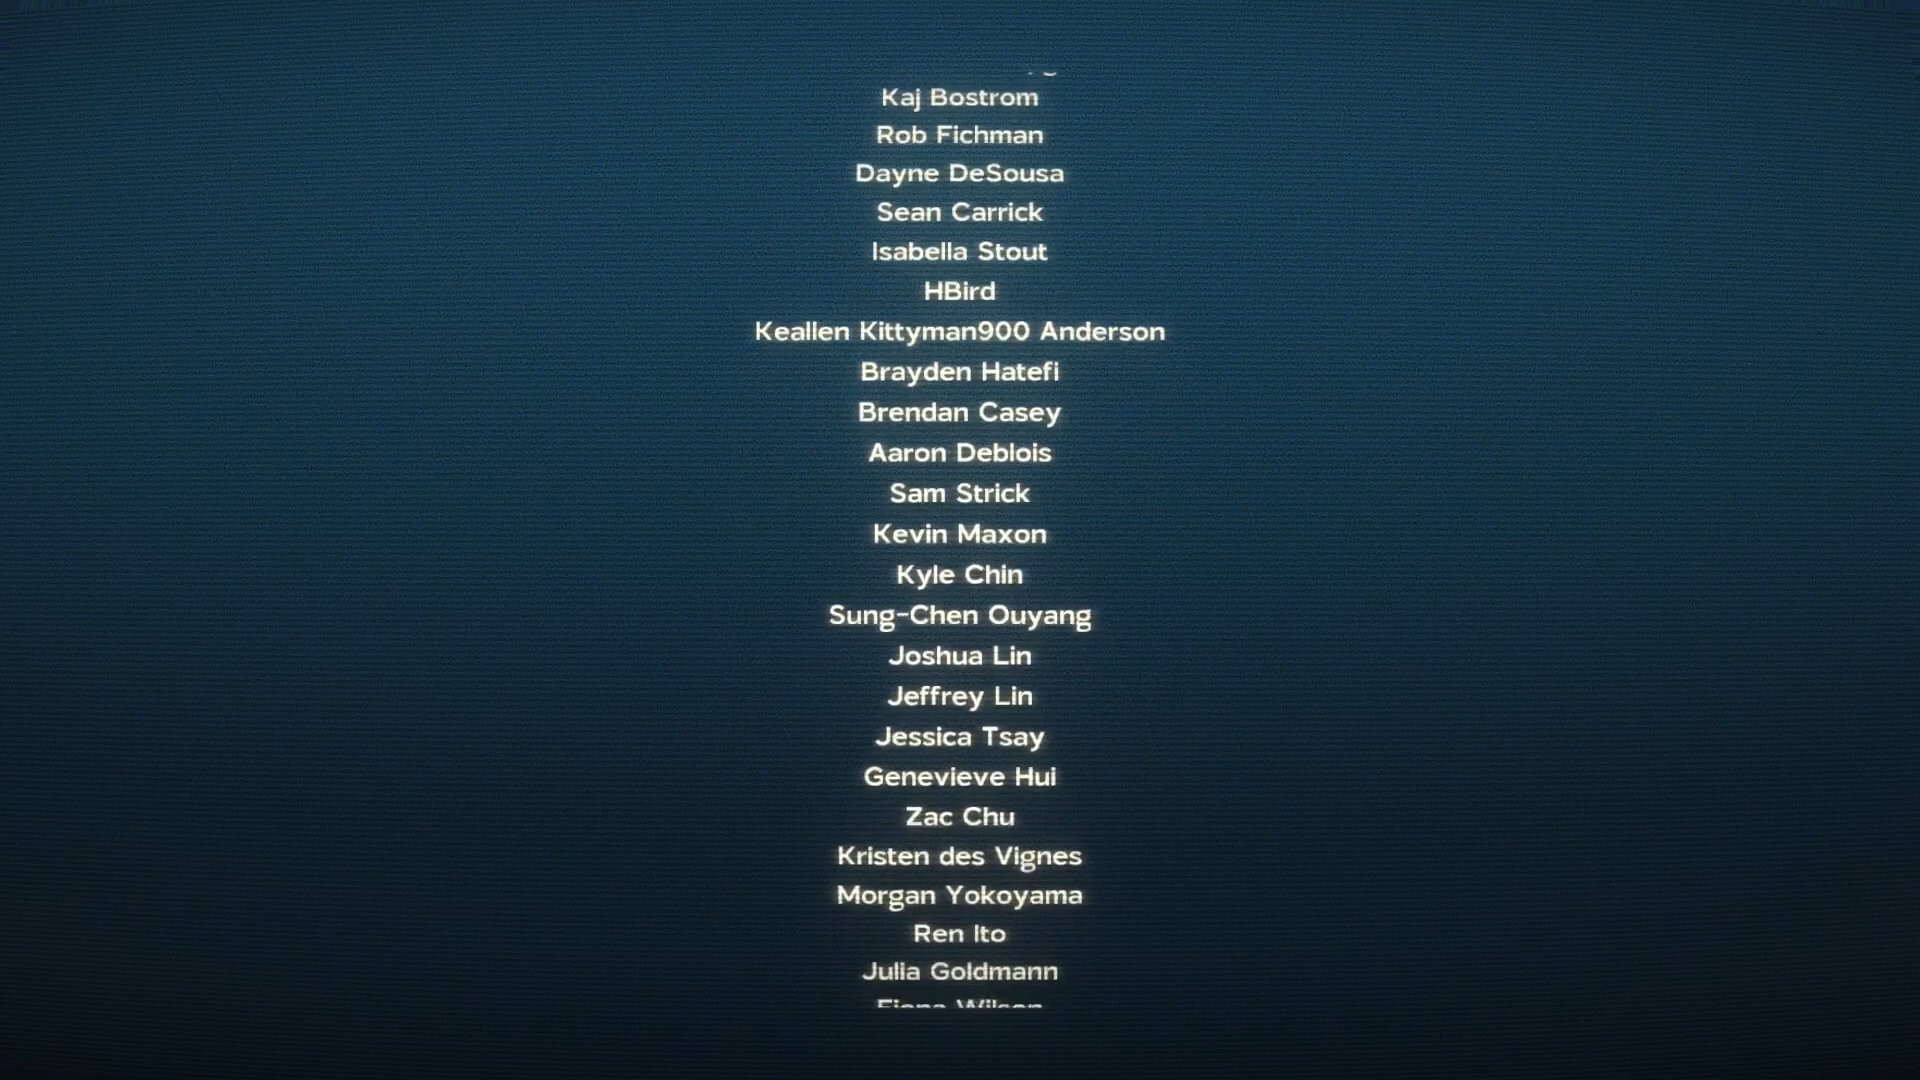 Kaj Bostrom
Rob Fichman
Dayne DeSousa
Sean Carrick
Isabella Stout
HBird
Keallen Kittyman900 Anderson
Brayden Hatefi
Brendan Casey
Aaron Deblois
Sam Strick
Kevin Maxon
Kyle Chin
Sung-Chen Ouyang
Joshua Lin
Jeffrey Lin
Jessica Tsay
Genevieve Hui
Zac Chu
Kristen des Vignes
Morgan Yokoyama
Ren Ito
Julia Goldmann
Fiona Wilson